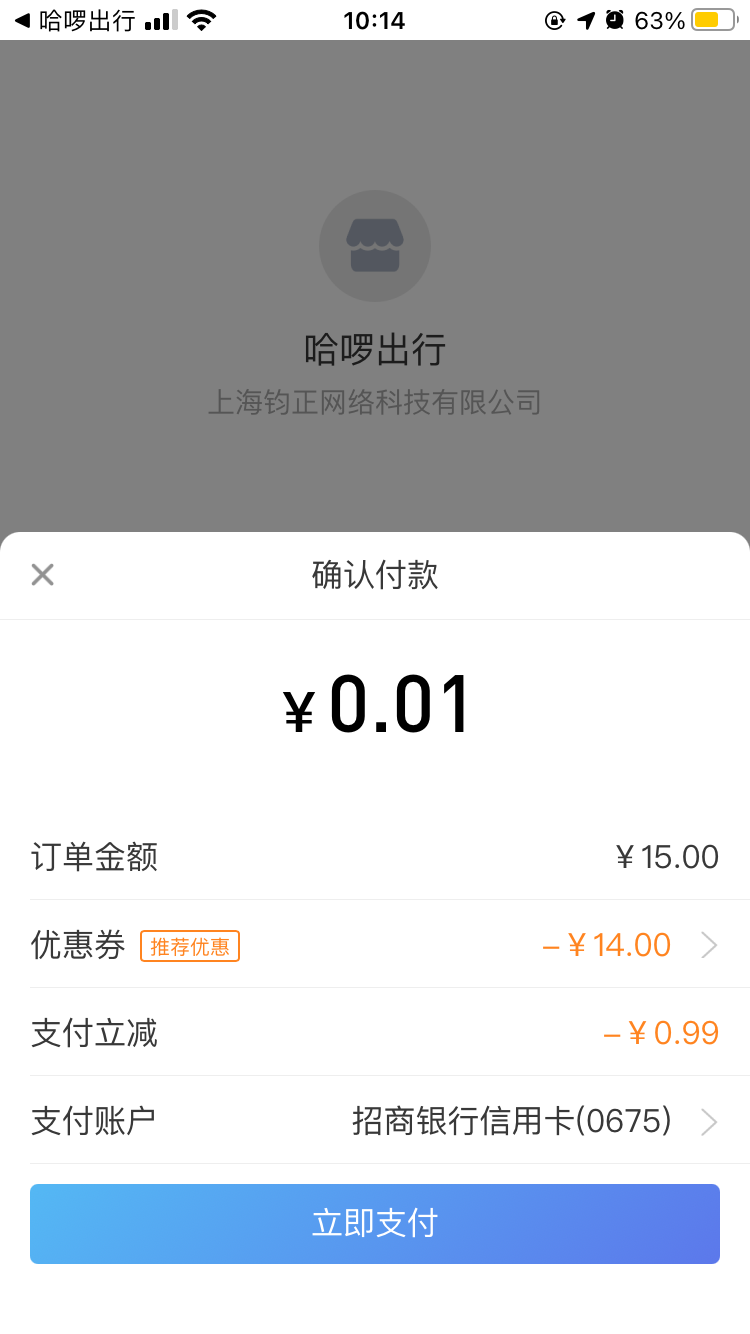 哈啰出行
10:14
63%
哈啰出行
上海钧正网络科技有限公司
确认付款
¥0.01
订单金额 ¥15.00
优惠券 推荐优惠 –¥14.00
支付立减 –¥0.99
支付账户 招商银行信用卡(0675)
立即支付